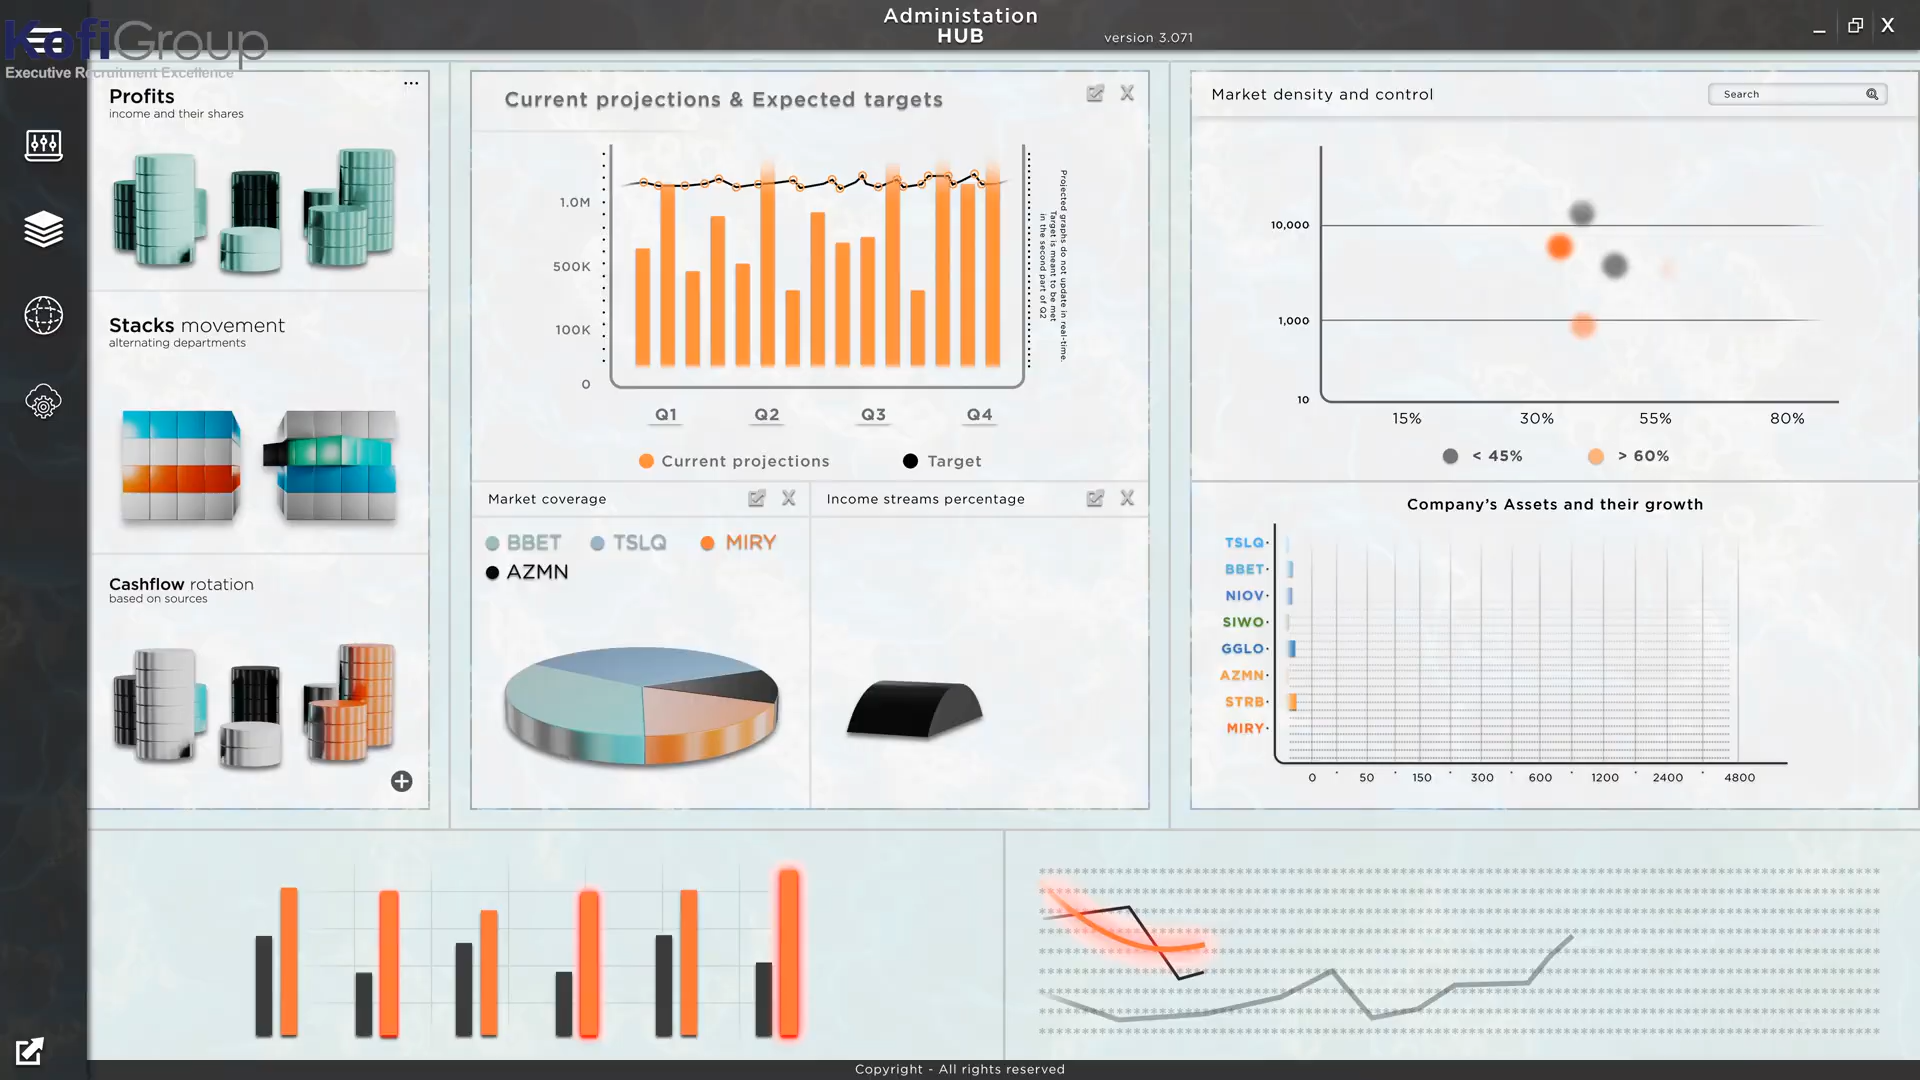 KofiGroup
Executive Recruitment Excellence
Administation
HUB
version 3.071
X
Profits
income and their shares
Stacks movement
alternating departments
Cashflow rotation
based on sources
Current projections & Expected targets
X
1.0M
500K
100K
0
Projected graphs do not update in real-time.
Target is meant to be met
in the second part of Q2
Q1
Q2
Q3
Q4
Current projections
Target
Market coverage
X
BBET
TSLQ
MIRY
AZMN
Income streams percentage
X
Market density and control
Search
10,000
1,000
10
15%
30%
55%
80%
< 45%
> 60%
Company's Assets and their growth
TSLQ
BBET
NIOV
SIWO
GGLO
AZMN
STRB
MIRY
0
50
150
300
600
1200
2400
4800
Copyright - All rights reserved